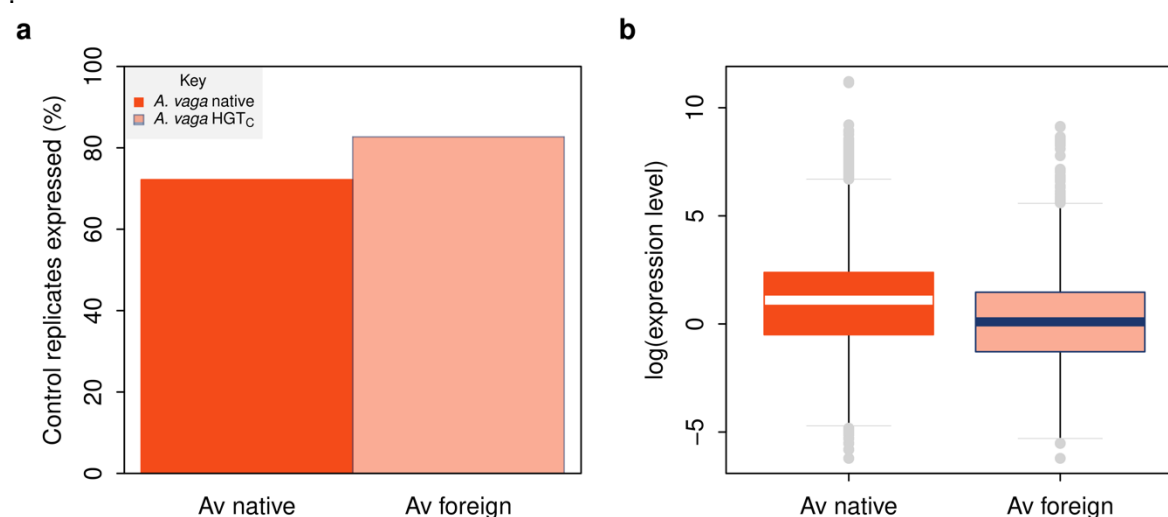 a
Control replicates expressed (%)
100
80
60
40
20
0
Key
A. vaga native
A. vaga HGTC
Av native
Av foreign
b
log(expression level)
10
5
0
−5
Av native
Av foreign